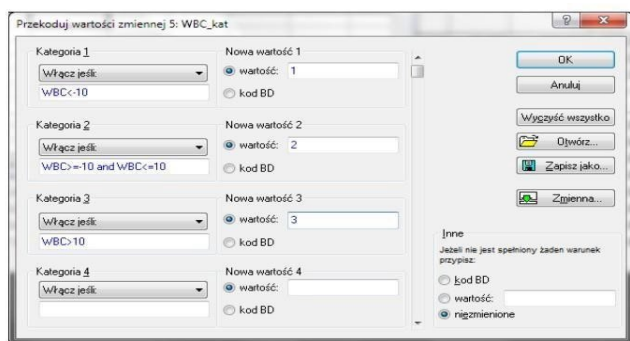 Przekoduj wartości zmiennej 5: WBC_kat
Kategoria 1
Włącz jeśli:
WBC<-10
Nowa wartość 1
wartość: 1
kod BD
Kategoria 2
Włącz jeśli:
WBC>=-10 and WBC<=10
Nowa wartość 2
wartość: 2
kod BD
Kategoria 3
Włącz jeśli:
WBC>10
Nowa wartość 3
wartość: 3
kod BD
Kategoria 4
Włącz jeśli:
Nowa wartość 4
wartość:
kod BD
OK
Anuluj
Wyczyść wszystko
Otwórz...
Zapisz jako...
Zmienna...
Inne
Jeżeli nie jest spełniony żaden warunek
przypisz:
kod BD
wartość:
niezmienione